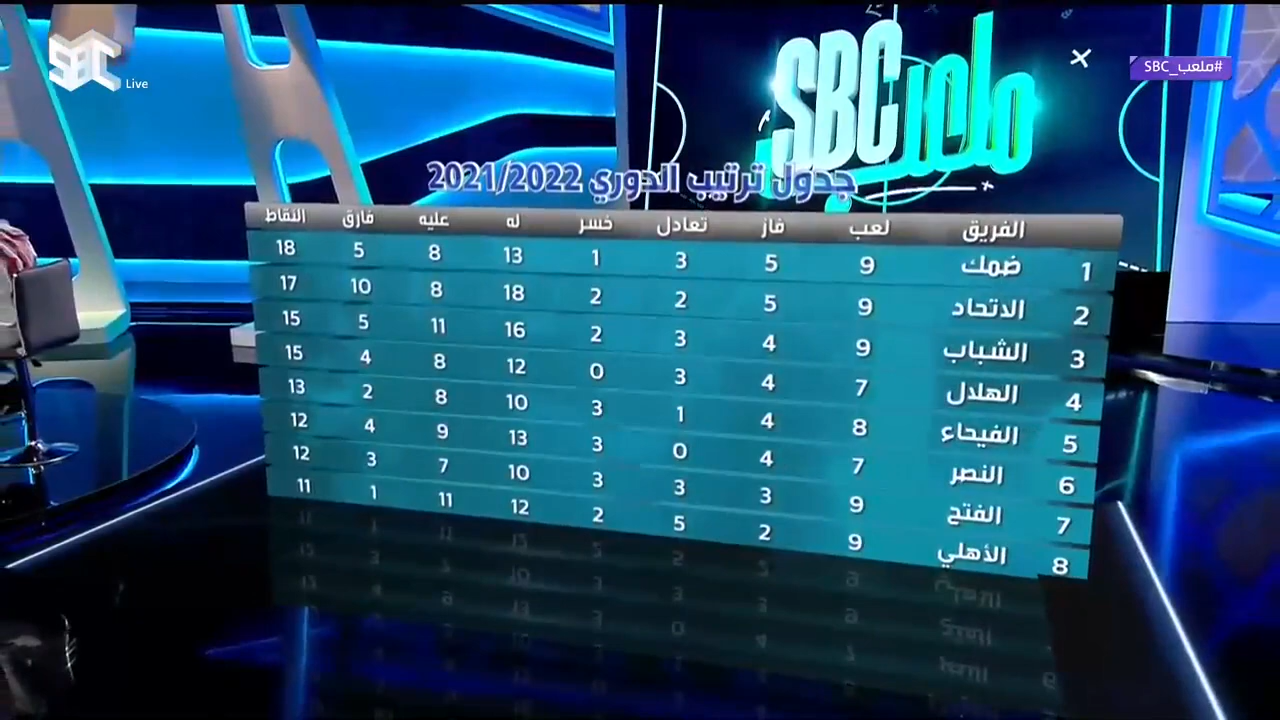 SBC
Live
#ملعب_SBC
ملعب SBC
جدول ترتيب الدوري 2021/2022
الفريق لعب فاز تعادل خسر له عليه فارق النقاط
1 ضمك 9 5 3 1 13 8 5 18
2 الاتحاد 9 5 2 2 18 8 10 17
3 الشباب 9 4 3 2 16 11 5 15
4 الهلال 7 4 3 0 12 8 4 15
5 الفيحاء 8 4 1 3 10 8 2 13
6 النصر 7 4 0 3 13 9 4 12
7 الفتح 9 3 3 3 10 7 3 12
8 الأهلي 9 2 5 2 12 11 1 11